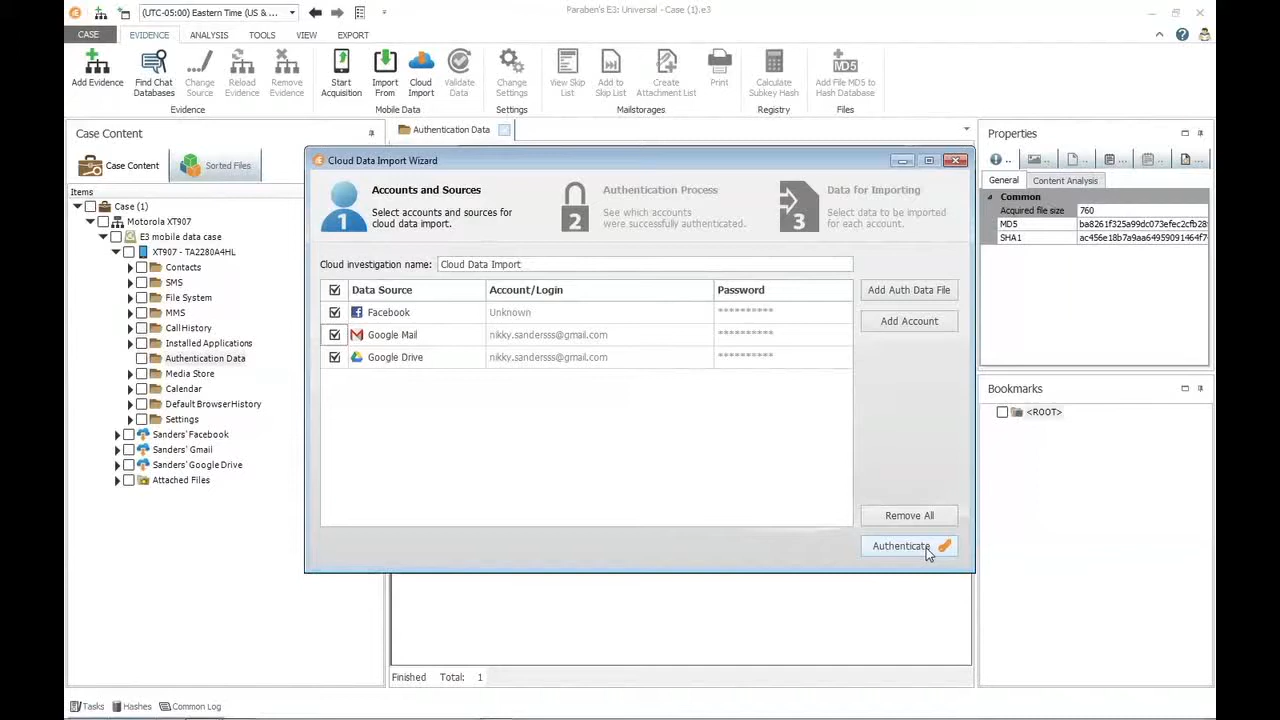 (UTC-05:00) Eastern Time (US & ...
Paraben's E3: Universal - Case (1).e3
CASE EVIDENCE ANALYSIS TOOLS VIEW EXPORT
Add Evidence
Find Chat Databases
Change Source
Reload Evidence
Remove Evidence
Start Acquisition
Import From
Cloud Import
Validate Data
Change Settings
View Skip List
Add to Skip List
Create Attachment List
Print
Calculate Subkey Hash
Add File MD5 to Hash Database
Evidence Mobile Data Settings Mailstorages Registry Files
Case Content
Case Content Sorted Files
Items
Case (1)
Motorola XT907
E3 mobile data case
XT907 - TA2280A4HL
Contacts
SMS
File System
MMS
Call History
Installed Applications
Authentication Data
Media Store
Calendar
Default Browser History
Settings
Sanders' Facebook
Sanders' Gmail
Sanders' Google Drive
Attached Files
Authentication Data
Cloud Data Import Wizard
1 Accounts and Sources
Select accounts and sources for
cloud data import.
2 Authentication Process
See which accounts
were successfully authenticated.
3 Data for Importing
Select data to be imported
for each account.
Cloud investigation name: Cloud Data Import
Data Source Account/Login Password
Facebook Unknown **********
Google Mail nikky.sandersss@gmail.com **********
Google Drive nikky.sandersss@gmail.com **********
Add Auth Data File
Add Account
Remove All
Authenticate
Finished Total: 1
Properties
General Content Analysis
Common
Acquired file size 760
MD5 ba8261f325a99dc073efec2cfb28
SHA1 ac456e18b7a9aa64959091464f7
Bookmarks
<ROOT>
Tasks Hashes Common Log